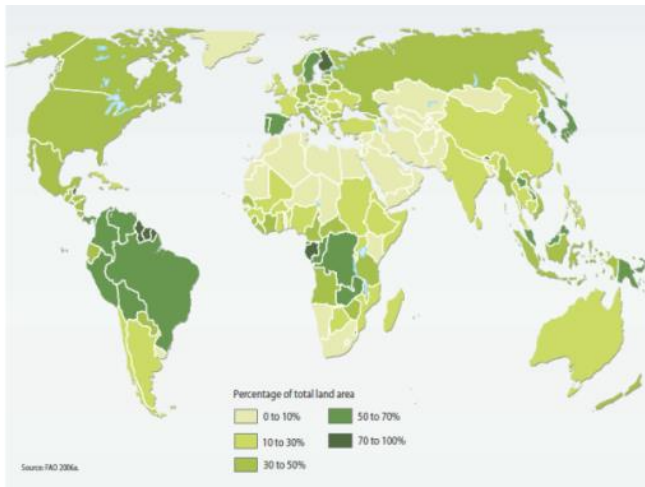 Percentage of total land area
0 to 10%
50 to 70%
10 to 30%
70 to 100%
30 to 50%
Source: FAO 2006a.